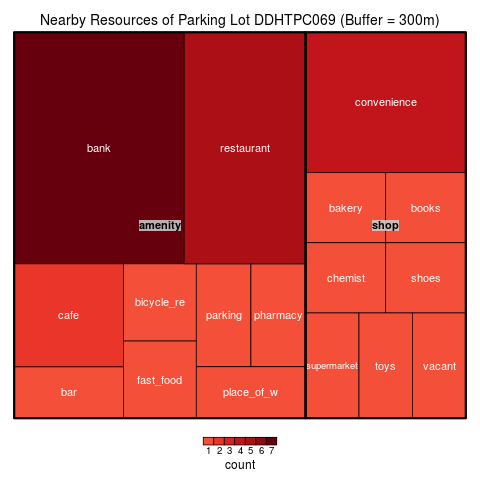 Nearby Resources of Parking Lot DDHTPC069 (Buffer = 300m)
bank
restaurant
convenience
bakery
books
amenity
shop
chemist
shoes
cafe
bicycle_re
parking
pharmacy
supermarket
toys
vacant
fast_food
bar
place_of_w
1 2 3 4 5 6 7
count